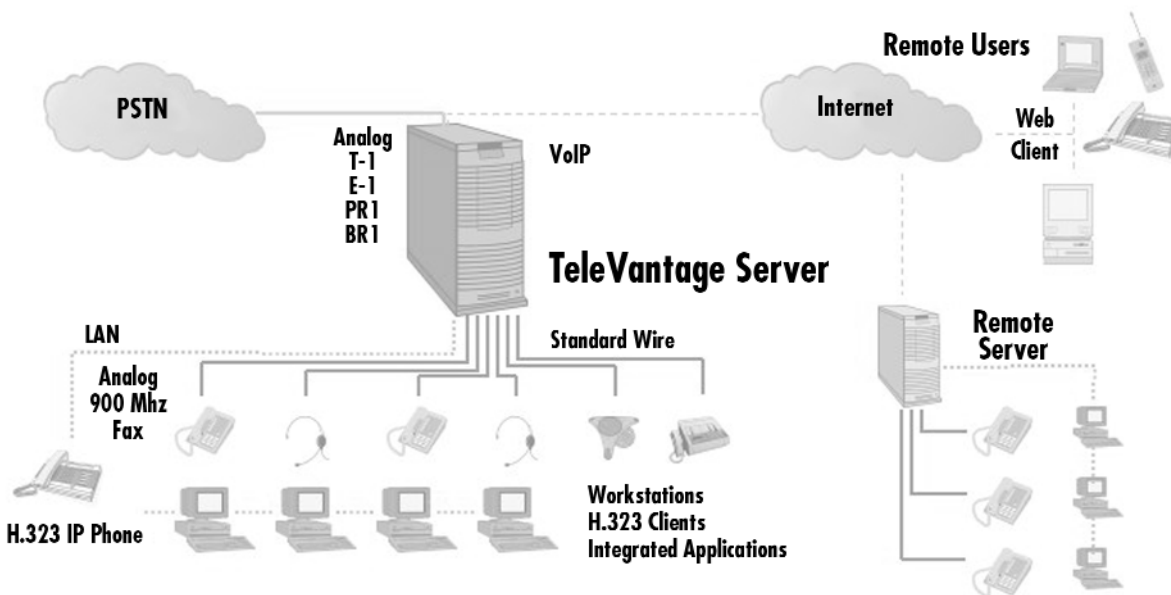 Remote Users
PSTN
Internet
Analog
T-1
E-1
PR1
BR1
VoIP
Web
Client
TeleVantage Server
LAN
Standard Wire
Remote
Server
Analog
900 Mhz
Fax
H.323 IP Phone
Workstations
H.323 Clients
Integrated Applications